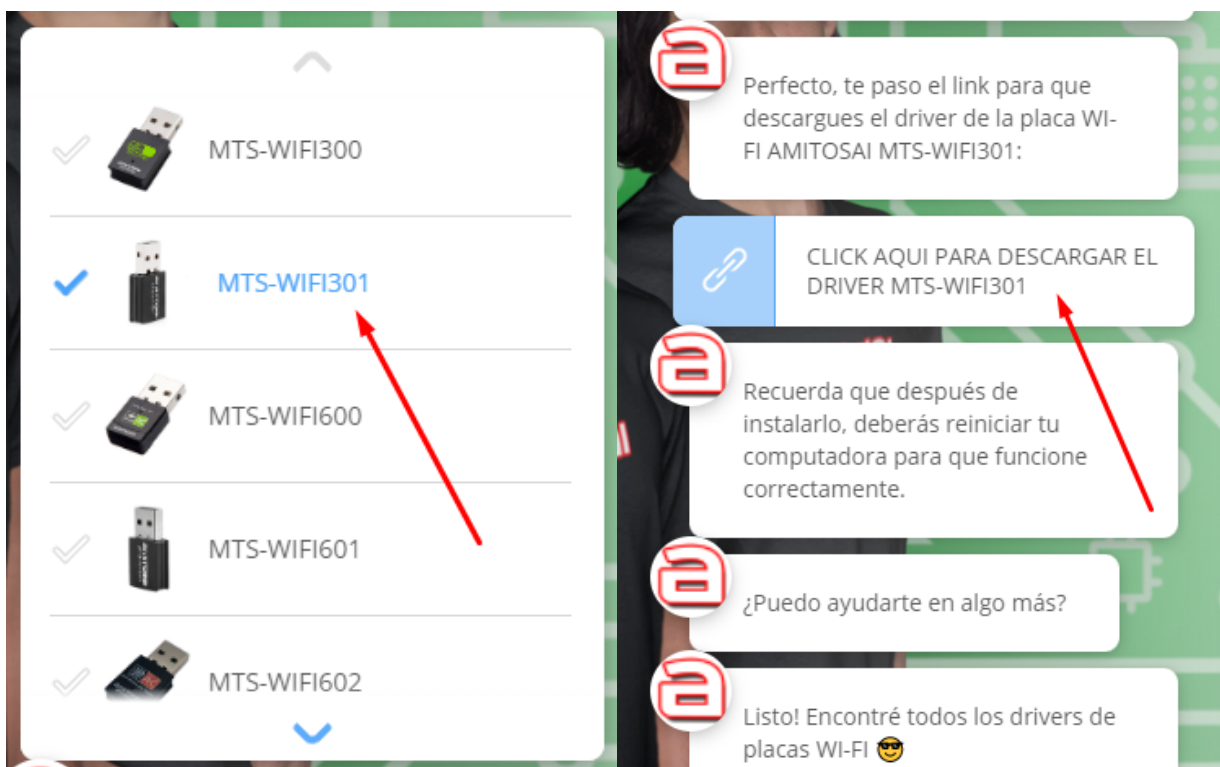 MTS-WIFI300
MTS-WIFI301
MTS-WIFI600
MTS-WIFI601
MTS-WIFI602
Perfecto, te paso el link para que
descargues el driver de la placa WI-
FI AMITOSAI MTS-WIFI301:
CLICK AQUI PARA DESCARGAR EL
DRIVER MTS-WIFI301
Recuerda que después de
instalarlo, deberás reiniciar tu
computadora para que funcione
correctamente.
¿Puedo ayudarte en algo más?
Listo! Encontré todos los drivers de
placas WI-FI 😎